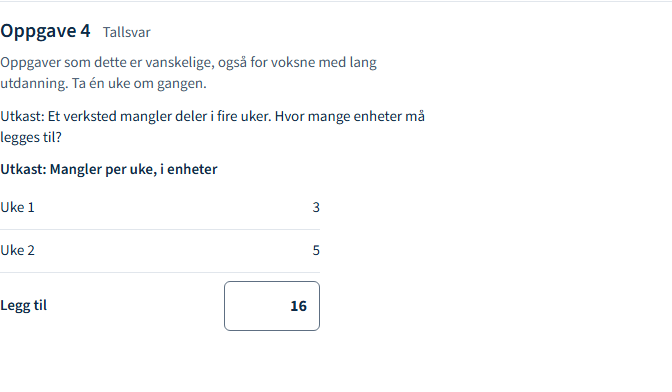 Oppgave 4 Tallsvar
Oppgaver som dette er vanskelige, også for voksne med lang
utdanning. Ta én uke om gangen.
Utkast: Et verksted mangler deler i fire uker. Hvor mange enheter må
legges til?
Utkast: Mangler per uke, i enheter
Uke 1 3
Uke 2 5
Legg til 16